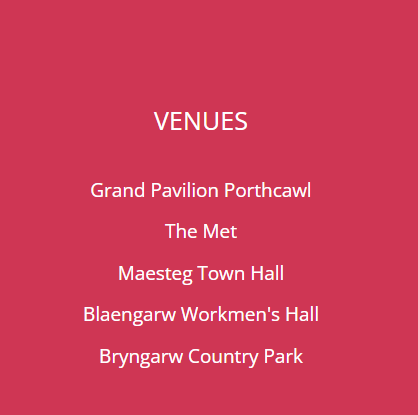 VENUES
Grand Pavilion Porthcawl
The Met
Maesteg Town Hall
Blaengarw Workmen's Hall
Bryngarw Country Park